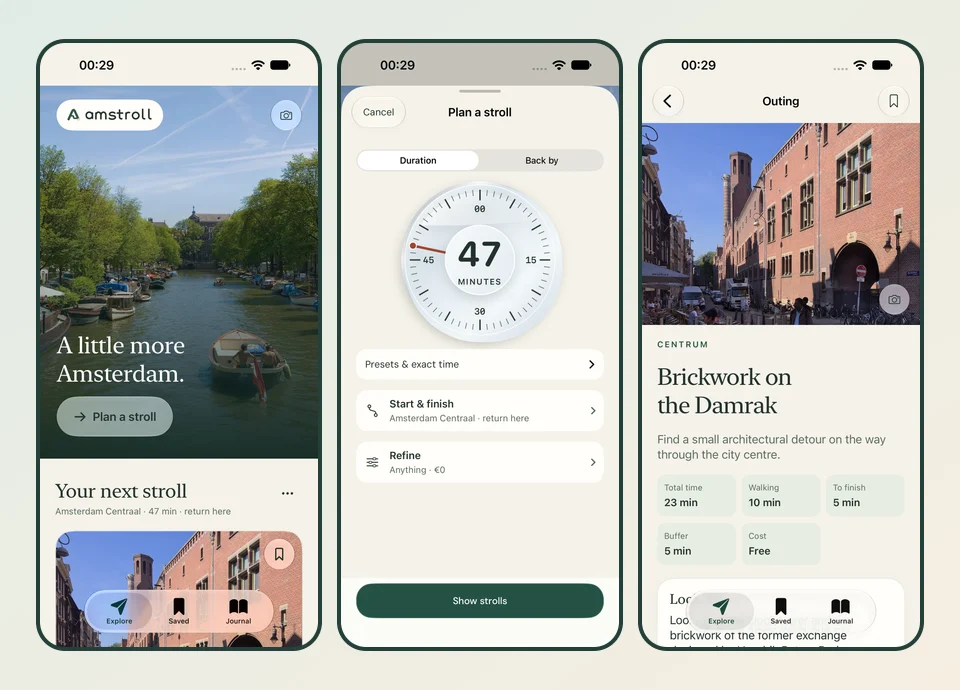 00:29
amstroll
A little more
Amsterdam.
Plan a stroll
Your next stroll
Amsterdam Centraal · 47 min · return here
Explore
Saved
Journal
00:29
Cancel
Plan a stroll
Duration
Back by
00
15
30
45
47
MINUTES
Presets & exact time
Start & finish
Amsterdam Centraal · return here
Refine
Anything · €0
Show strolls
00:29
Outing
CENTRUM
Brickwork on
the Damrak
Find a small architectural detour on the way
through the city centre.
Total time
23 min
Walking
10 min
To finish
5 min
Buffer
5 min
Cost
Free
Explore
Saved
Journal
brickwork of the former exchange